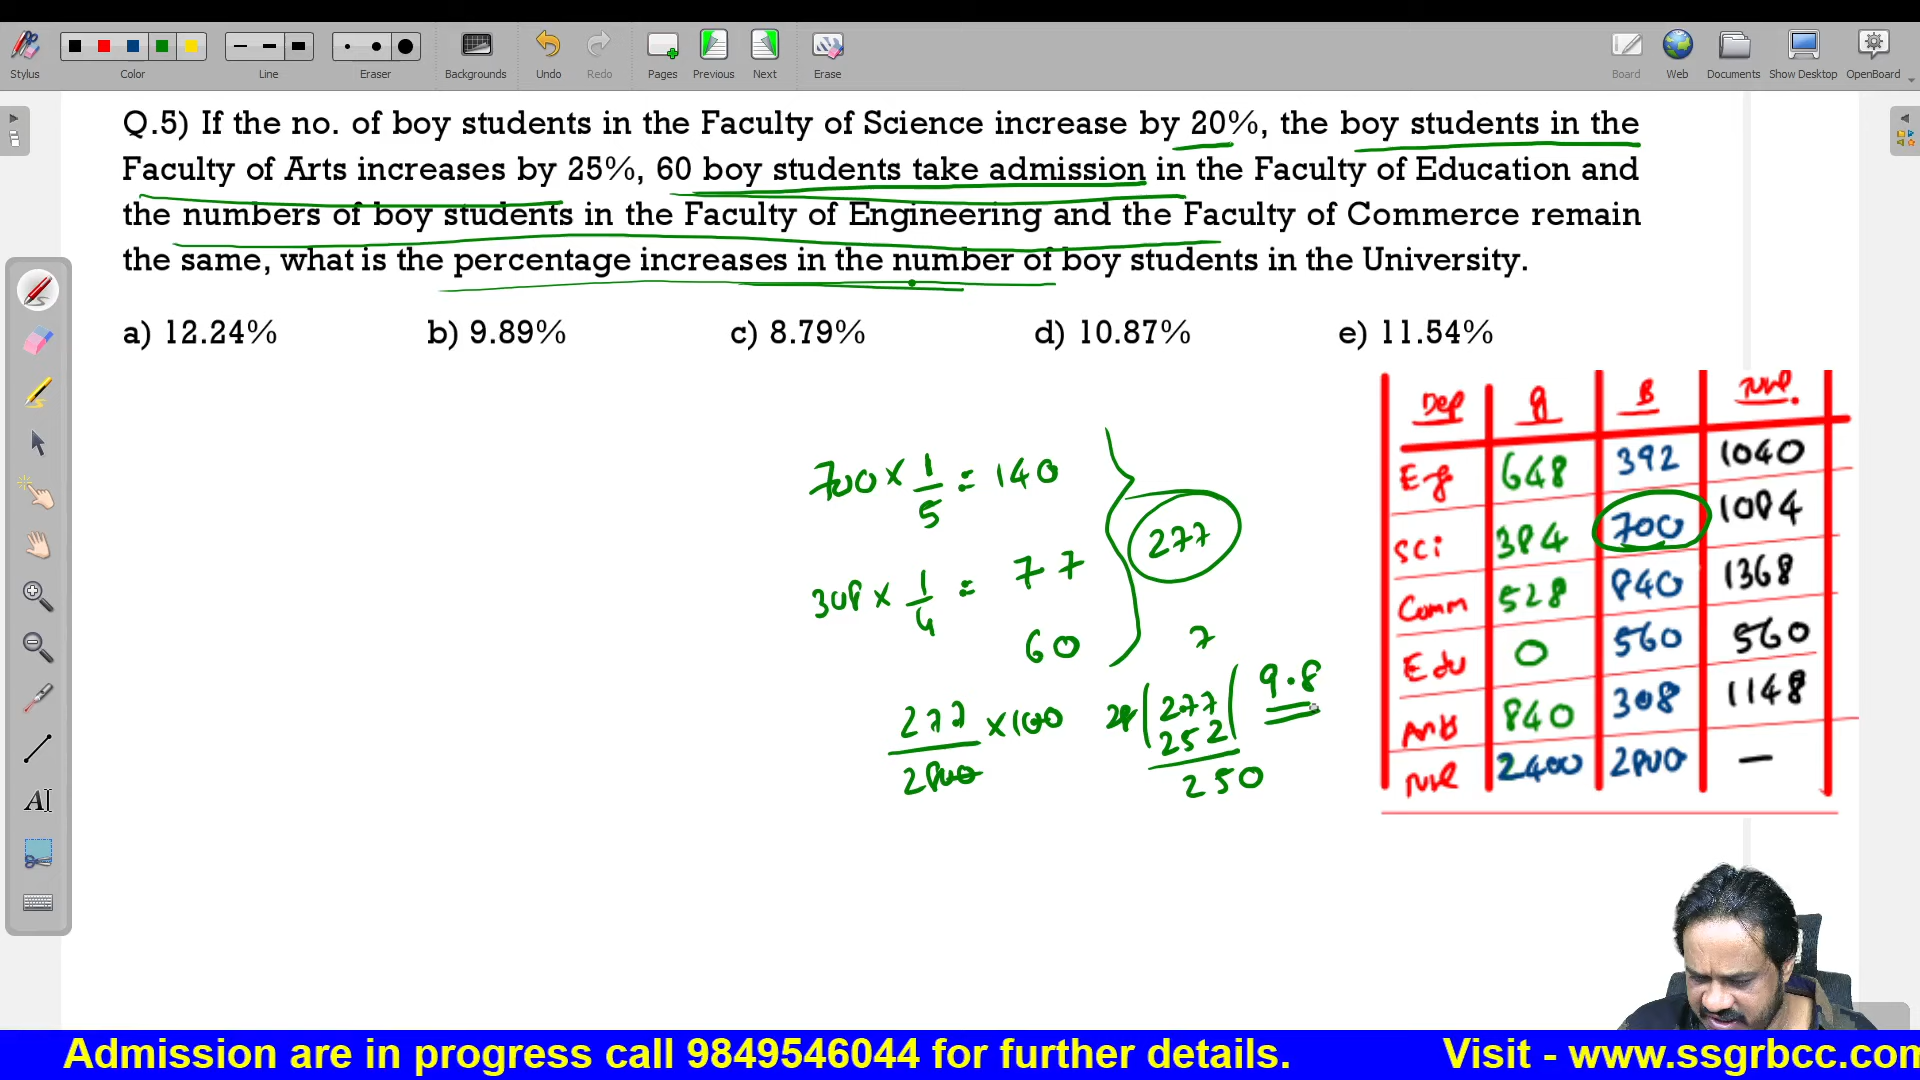 Stylus Color Line Eraser Backgrounds Undo Redo Pages Previous Next Erase Board Web Documents Show Desktop OpenBoard
Q.5) If the no. of boy students in the Faculty of Science increase by 20%, the boy students in the
Faculty of Arts increases by 25%, 60 boy students take admission in the Faculty of Education and
the numbers of boy students in the Faculty of Engineering and the Faculty of Commerce remain
the same, what is the percentage increases in the number of boy students in the University.
a) 12.24% b) 9.89% c) 8.79% d) 10.87% e) 11.54%
700 × 1/5 = 140
308 × 1/4 = 77
60
277
7
277/2800 × 100
28 ( 277 ( 9.8
252
250
Dep g B
Eg 648 392 1040
Sci 384 700 1084
Comm 528 840 1368
Edu 0 560 560
Arts 840 308 1148
2400 2800 —
Admission are in progress call 9849546044 for further details. Visit - www.ssgrbcc.com